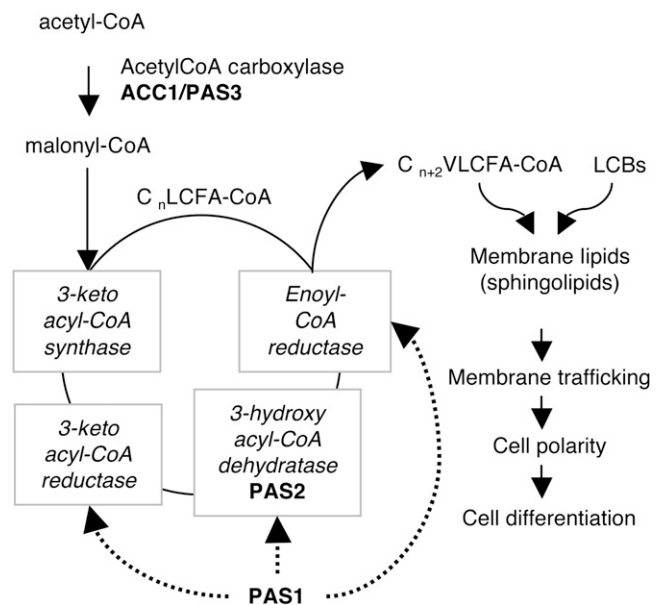 acetyl-CoA
AcetylCoA carboxylase
ACC1/PAS3
malonyl-CoA
C nLCFA-CoA
C n+2VLCFA-CoA
LCBs
Membrane lipids
(sphingolipids)
3-keto
acyl-CoA
synthase
Enoyl-
CoA
reductase
Membrane trafficking
3-keto
acyl-CoA
reductase
3-hydroxy
acyl-CoA
dehydratase
PAS2
Cell polarity
Cell differentiation
PAS1